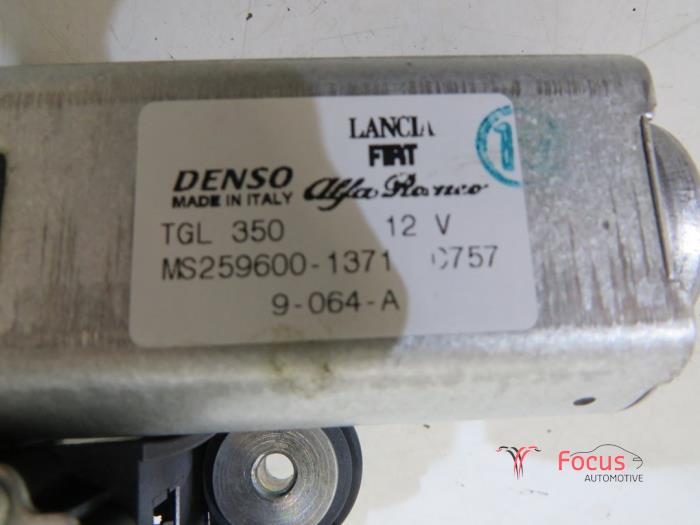 LANCIA
FIAT
DENSO Alfa Romeo
MADE IN ITALY
TGL 350 12 V
MS259600-1371 C757
9-064-A
Focus
AUTOMOTIVE